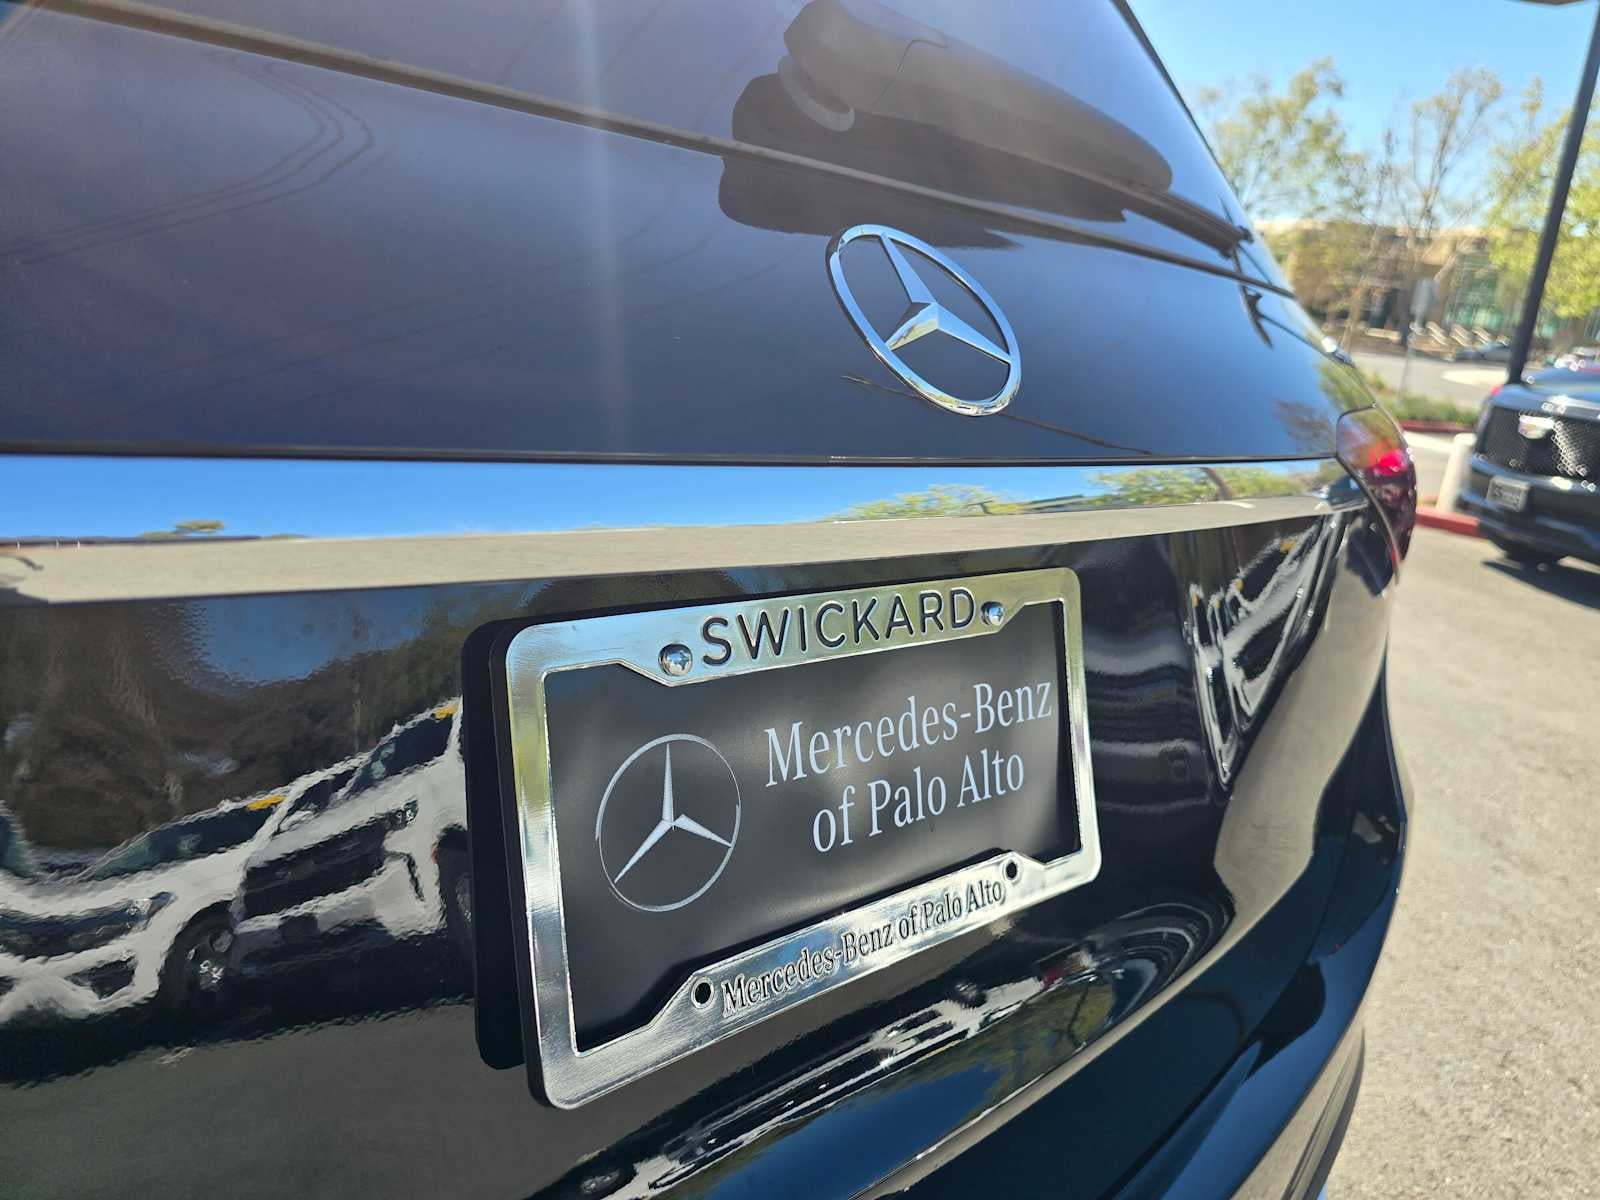 SWICKARD
Mercedes-Benz
of Palo Alto
Mercedes-Benz of Palo Alto